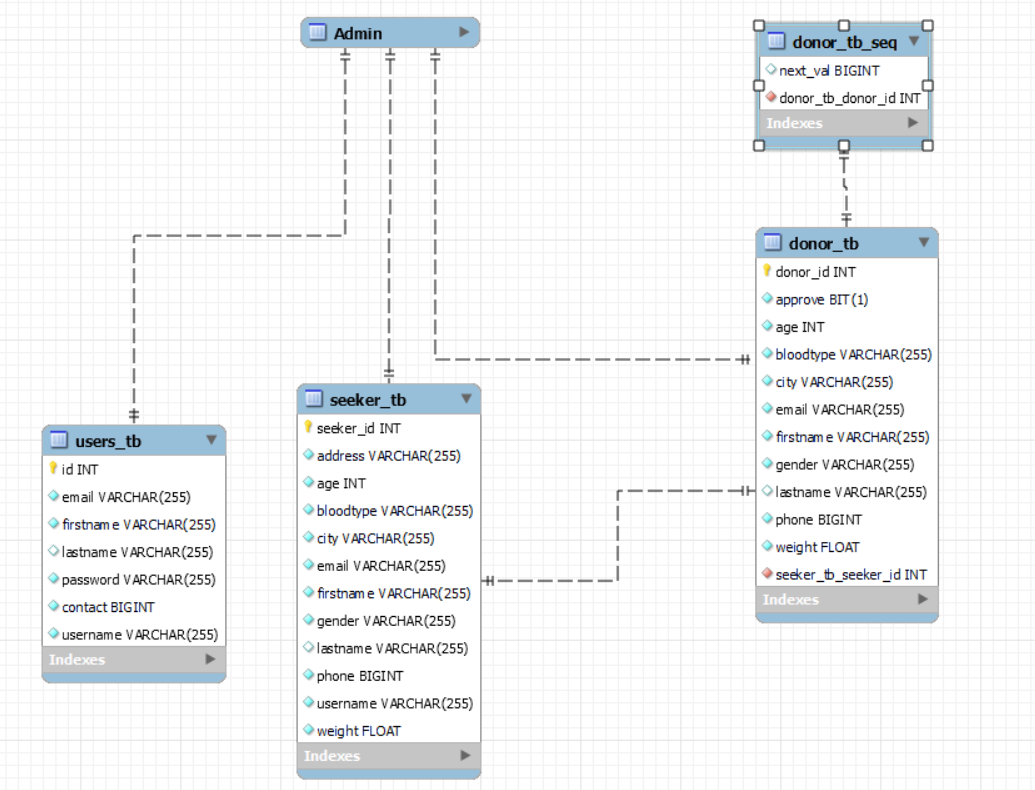 Admin
donor_tb_seq
next_val BIGINT
donor_tb_donor_id INT
Indexes
donor_tb
donor_id INT
approve BIT(1)
age INT
bloodtype VARCHAR(255)
city VARCHAR(255)
email VARCHAR(255)
firstname VARCHAR(255)
gender VARCHAR(255)
lastname VARCHAR(255)
phone BIGINT
weight FLOAT
seeker_tb_seeker_id INT
Indexes
seeker_tb
seeker_id INT
address VARCHAR(255)
age INT
bloodtype VARCHAR(255)
city VARCHAR(255)
email VARCHAR(255)
firstname VARCHAR(255)
gender VARCHAR(255)
lastname VARCHAR(255)
phone BIGINT
username VARCHAR(255)
weight FLOAT
Indexes
users_tb
id INT
email VARCHAR(255)
firstname VARCHAR(255)
lastname VARCHAR(255)
password VARCHAR(255)
contact BIGINT
username VARCHAR(255)
Indexes